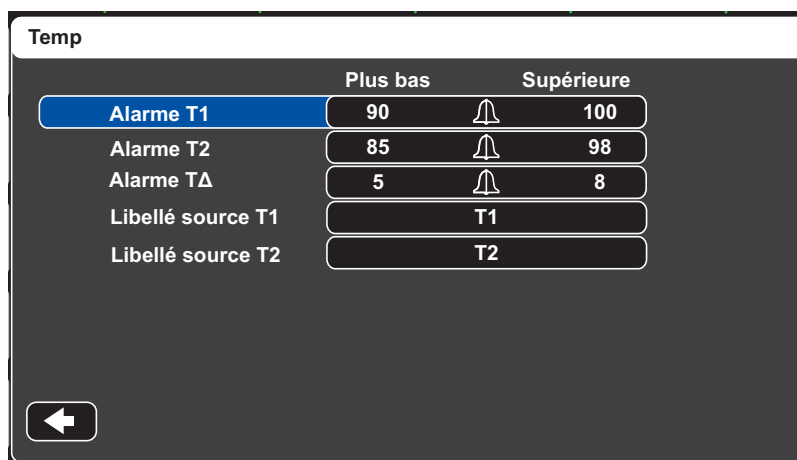 Temp
Plus bas Supérieure
Alarme T1 90 100
Alarme T2 85 98
Alarme TΔ 5 8
Libellé source T1 T1
Libellé source T2 T2